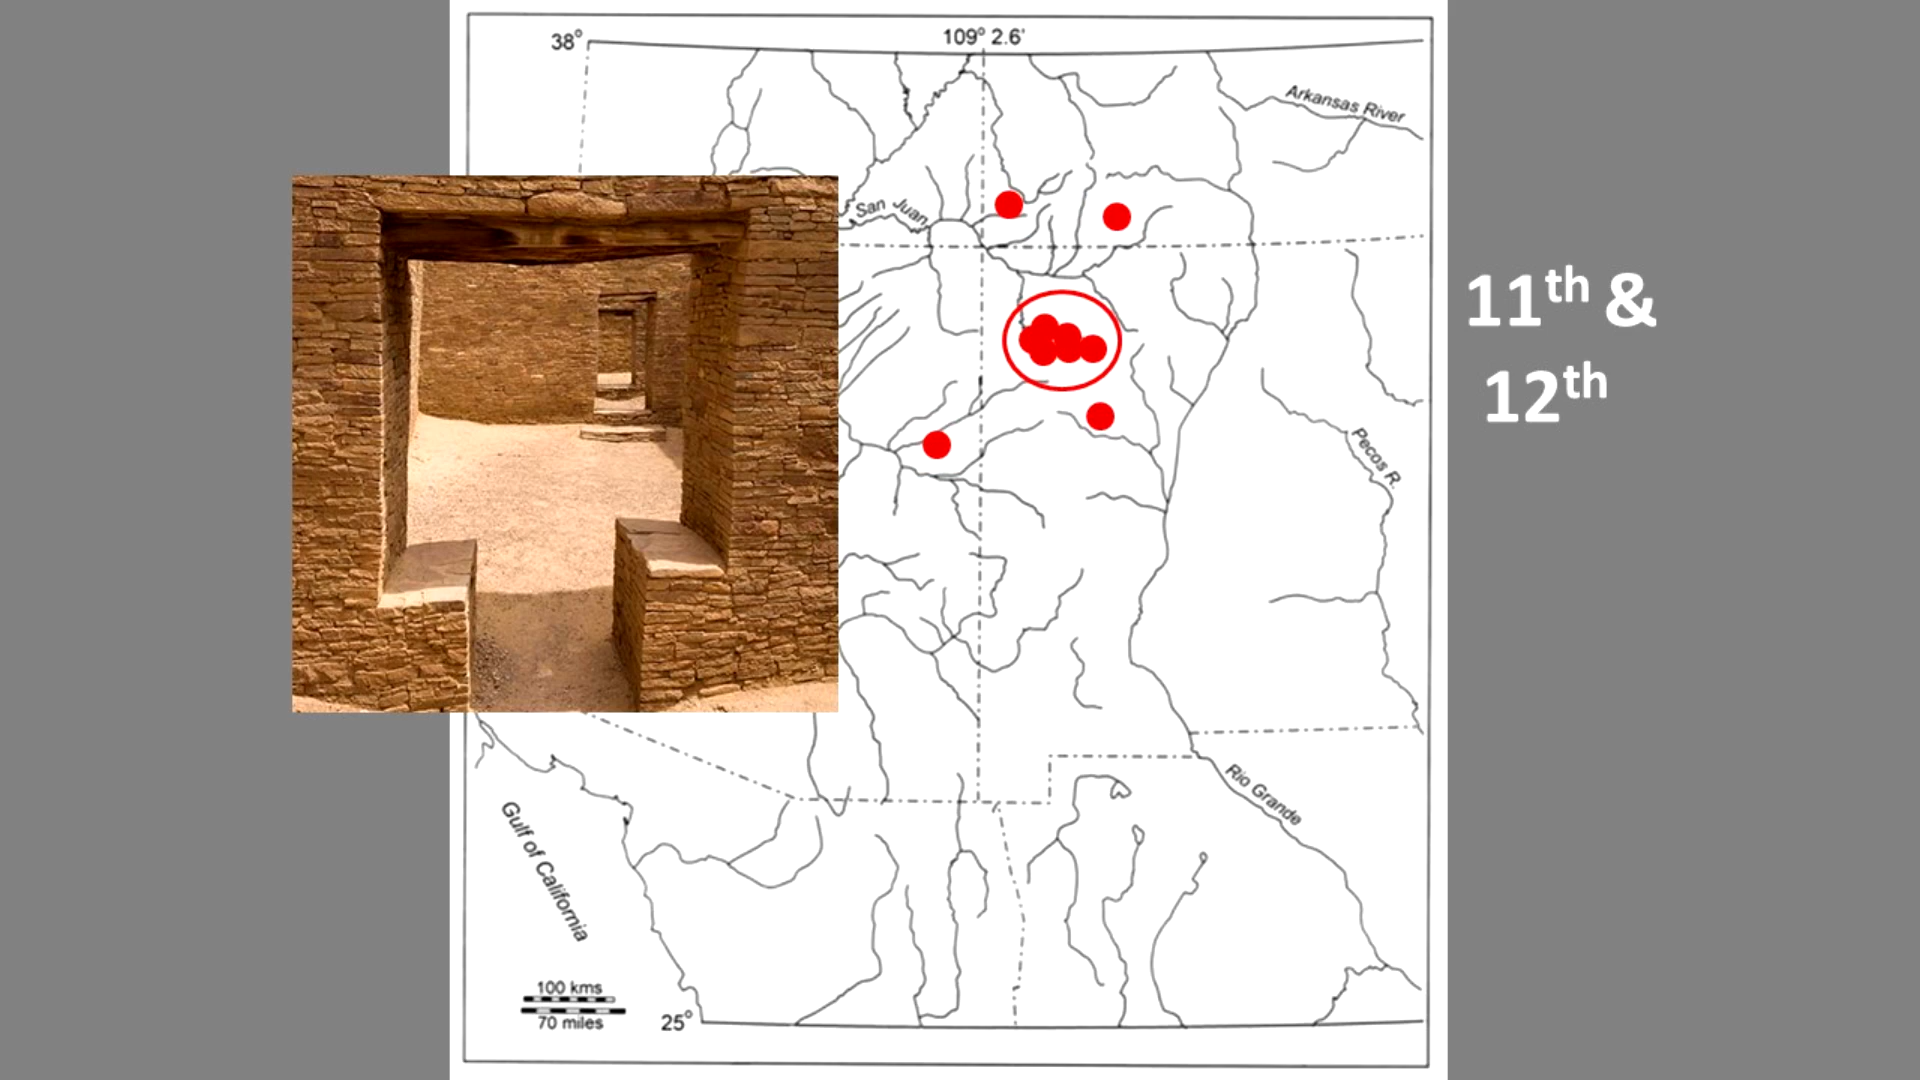 38°
109° 2.6'
Arkansas River
San Juan
11th &
12th
Pecos R.
Rio Grande
Gulf of California
100 kms
70 miles
25°